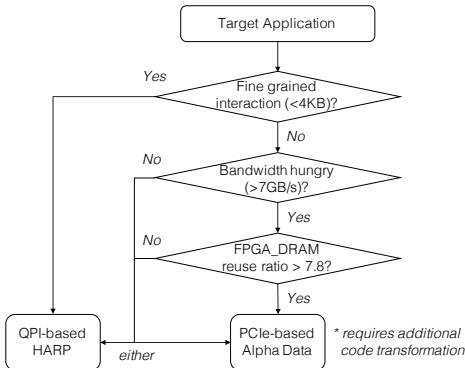 Target Application
Yes
Fine grained
interaction (<4KB)?
No
No
Bandwidth hungry
(>7GB/s)?
Yes
No
FPGA_DRAM
reuse ratio > 7.8?
Yes
QPI-based
HARP
either
PCIe-based
Alpha Data
* requires additional
code transformation